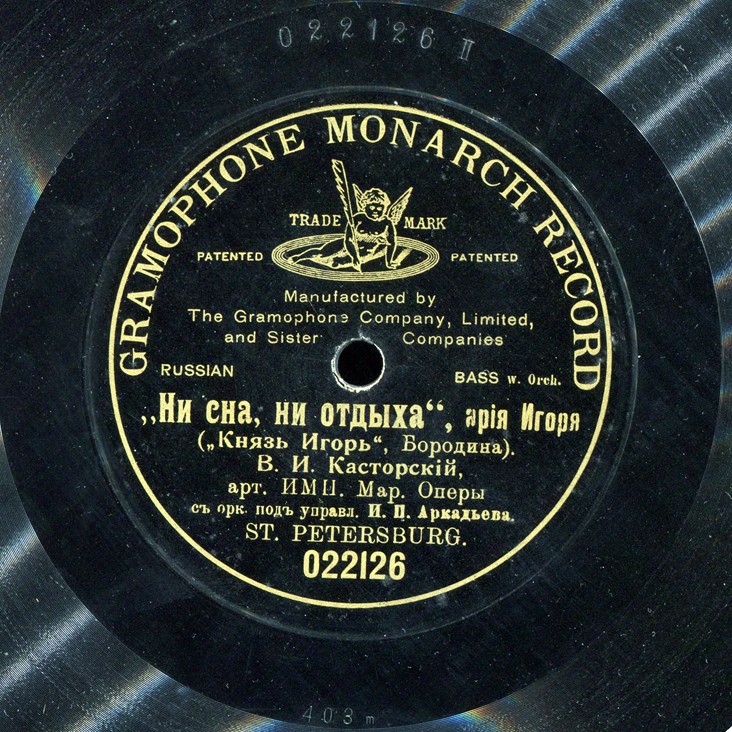 022126 II
GRAMOPHONE MONARCH RECORD
TRADE MARK
PATENTED PATENTED
Manufactured by
The Gramophone Company, Limited,
and Sister Companies
RUSSIAN BASS w. Orch.
„Ни сна, ни отдыха“, арія Игоря
(„Князь Игорь“, Бородина).
В. И. Касторскій,
арт. ИМП. Мар. Оперы
съ орк. подъ управл. И. П. Аркадьева.
ST. PETERSBURG.
022126
403 m